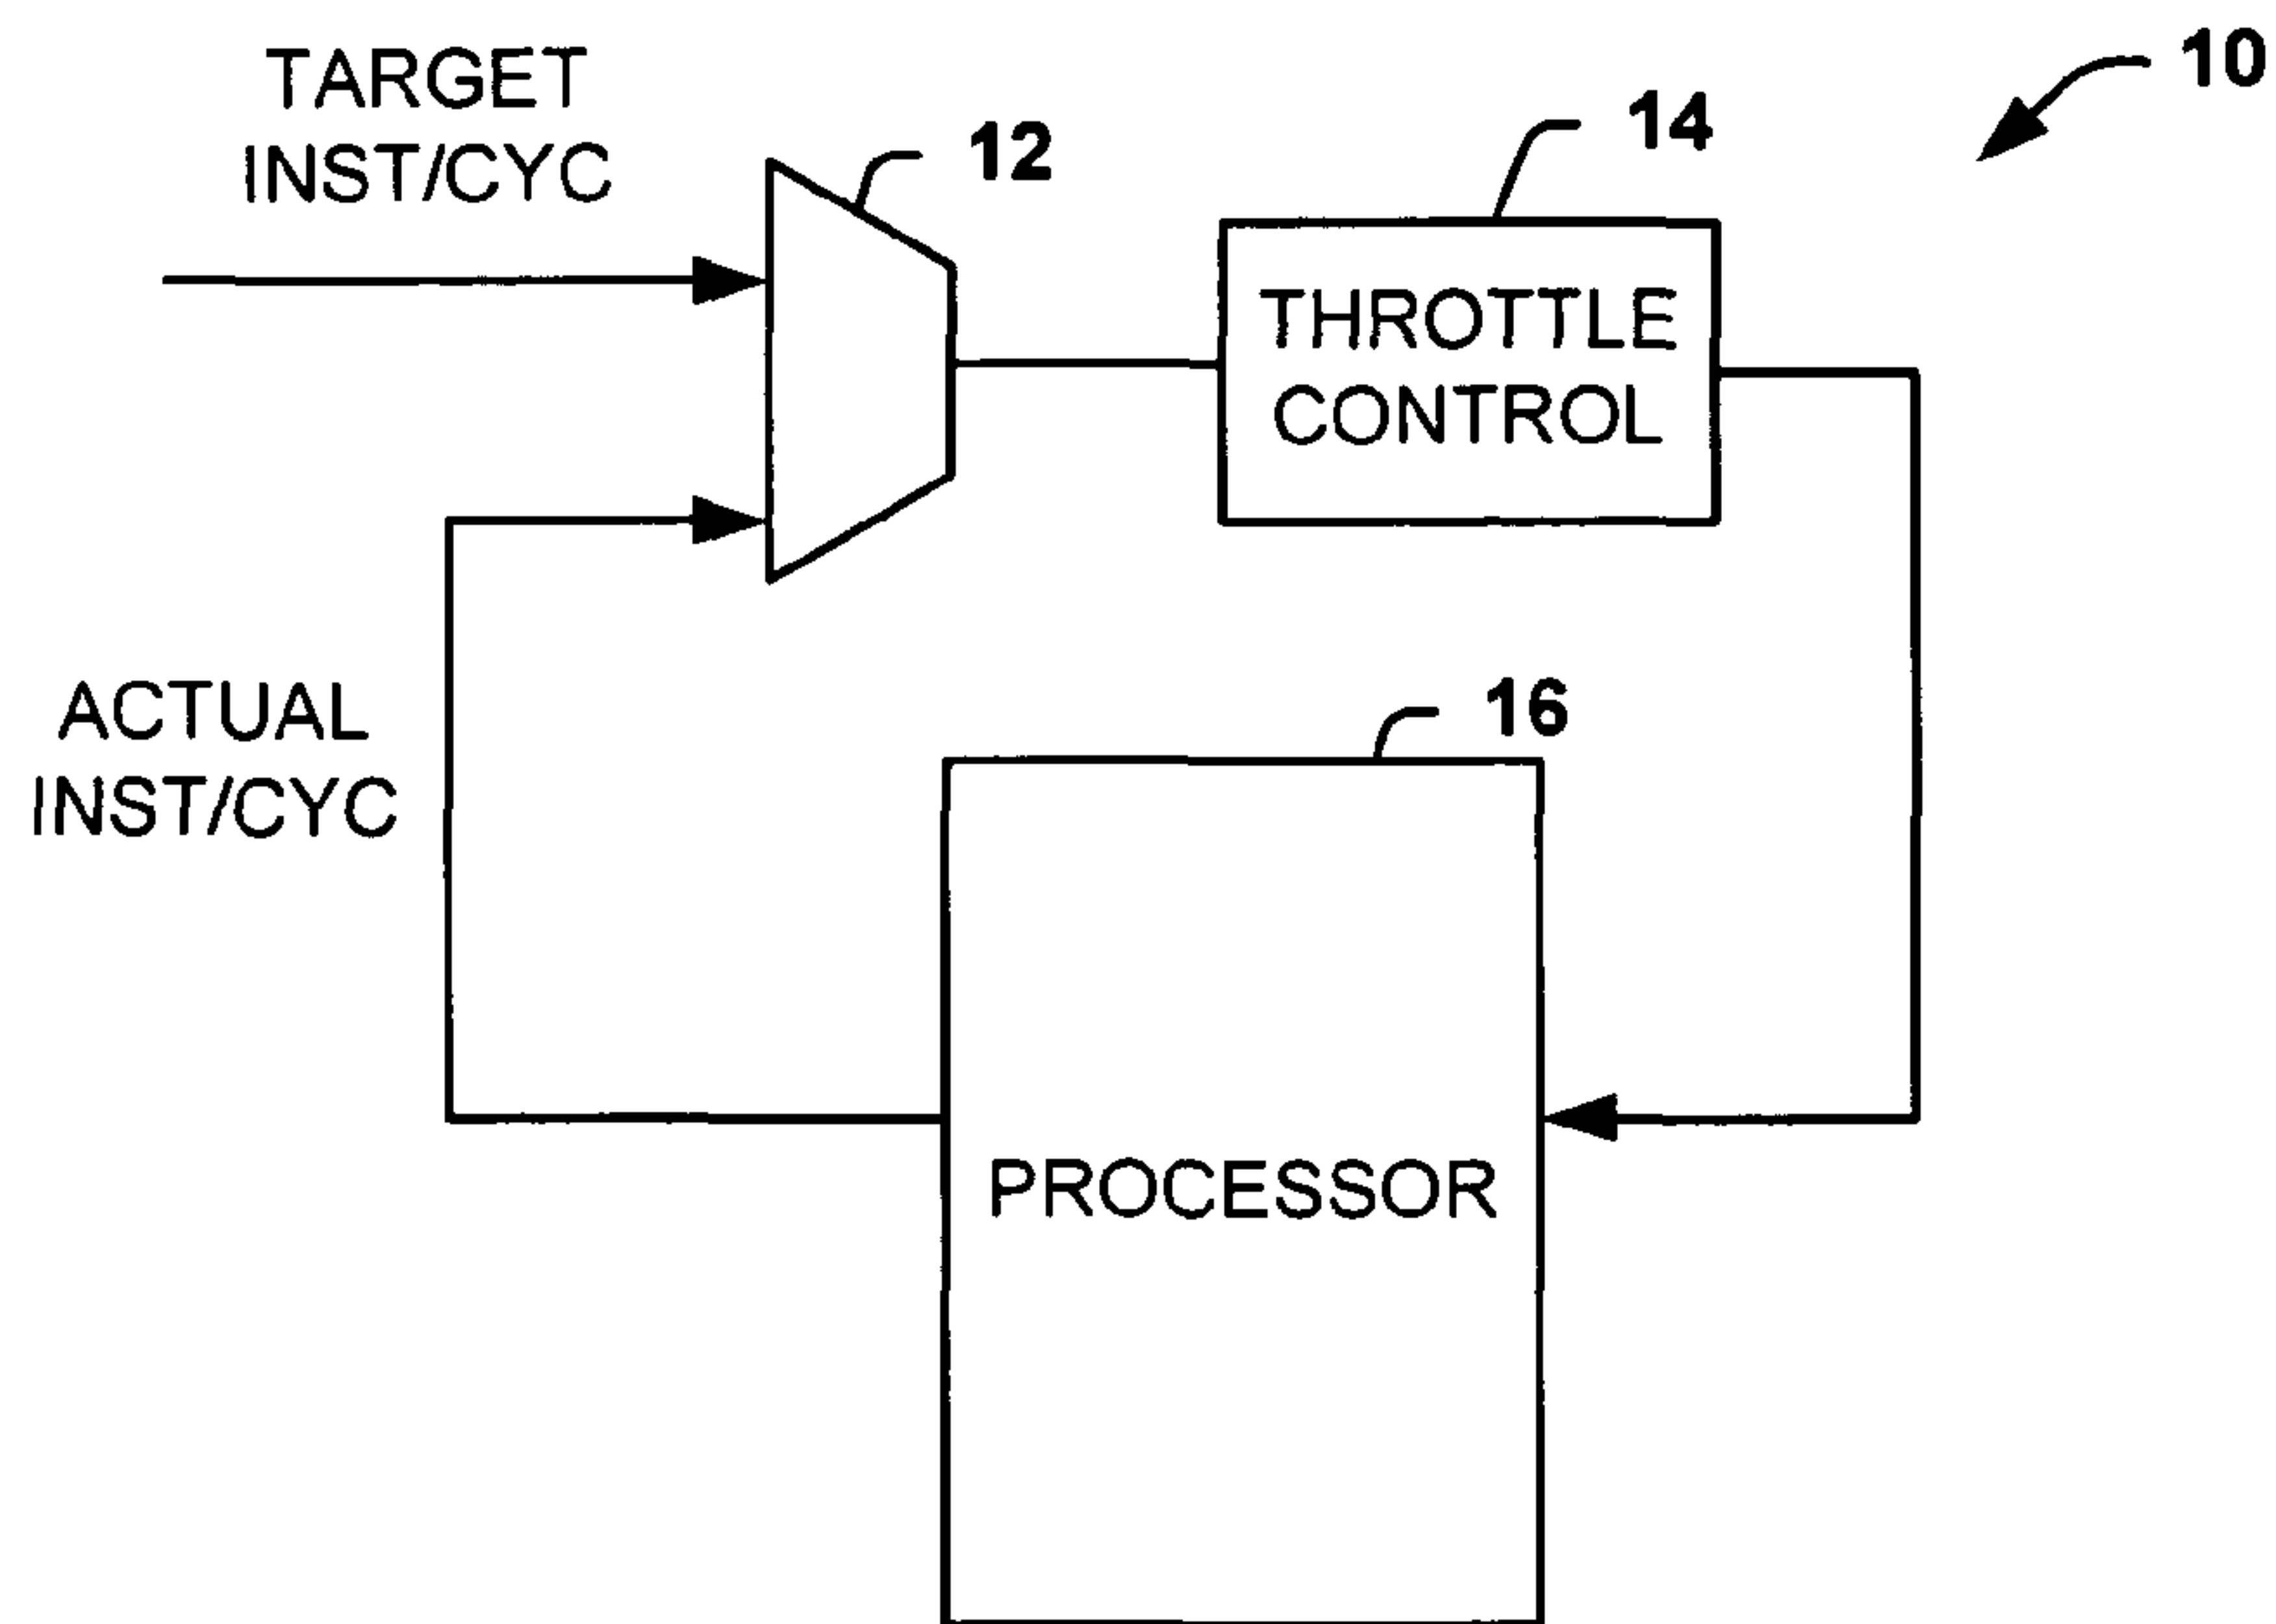 TARGET
INST/CYC
12
14
10
THROTTLE
CONTROL
ACTUAL
INST/CYC
16
PROCESSOR